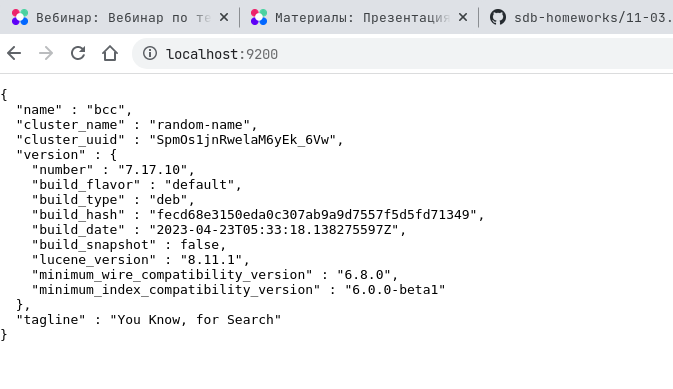 Вебинар: Вебинар по те
Материалы: Презентация
sdb-homeworks/11-03.
localhost:9200
{
  "name" : "bcc",
  "cluster_name" : "random-name",
  "cluster_uuid" : "SpmOs1jnRwelaM6yEk_6Vw",
  "version" : {
    "number" : "7.17.10",
    "build_flavor" : "default",
    "build_type" : "deb",
    "build_hash" : "fecd68e3150eda0c307ab9a9d7557f5d5fd71349",
    "build_date" : "2023-04-23T05:33:18.138275597Z",
    "build_snapshot" : false,
    "lucene_version" : "8.11.1",
    "minimum_wire_compatibility_version" : "6.8.0",
    "minimum_index_compatibility_version" : "6.0.0-beta1"
  },
  "tagline" : "You Know, for Search"
}